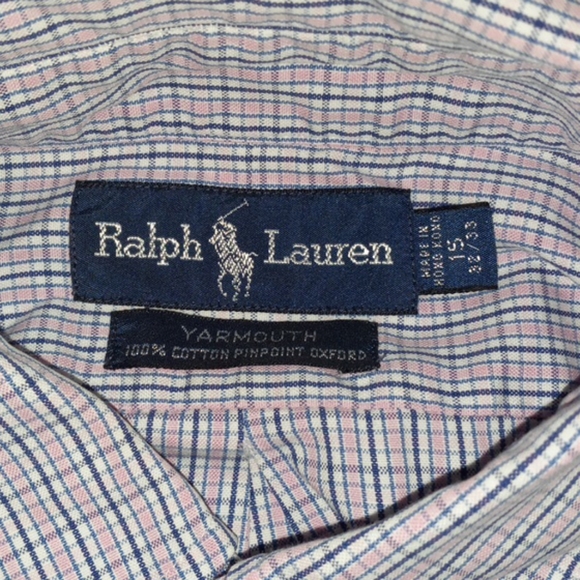 Ralph Lauren
MADE IN
HONG KONG
15
32/33
YARMOUTH
100% COTTON PINPOINT OXFORD